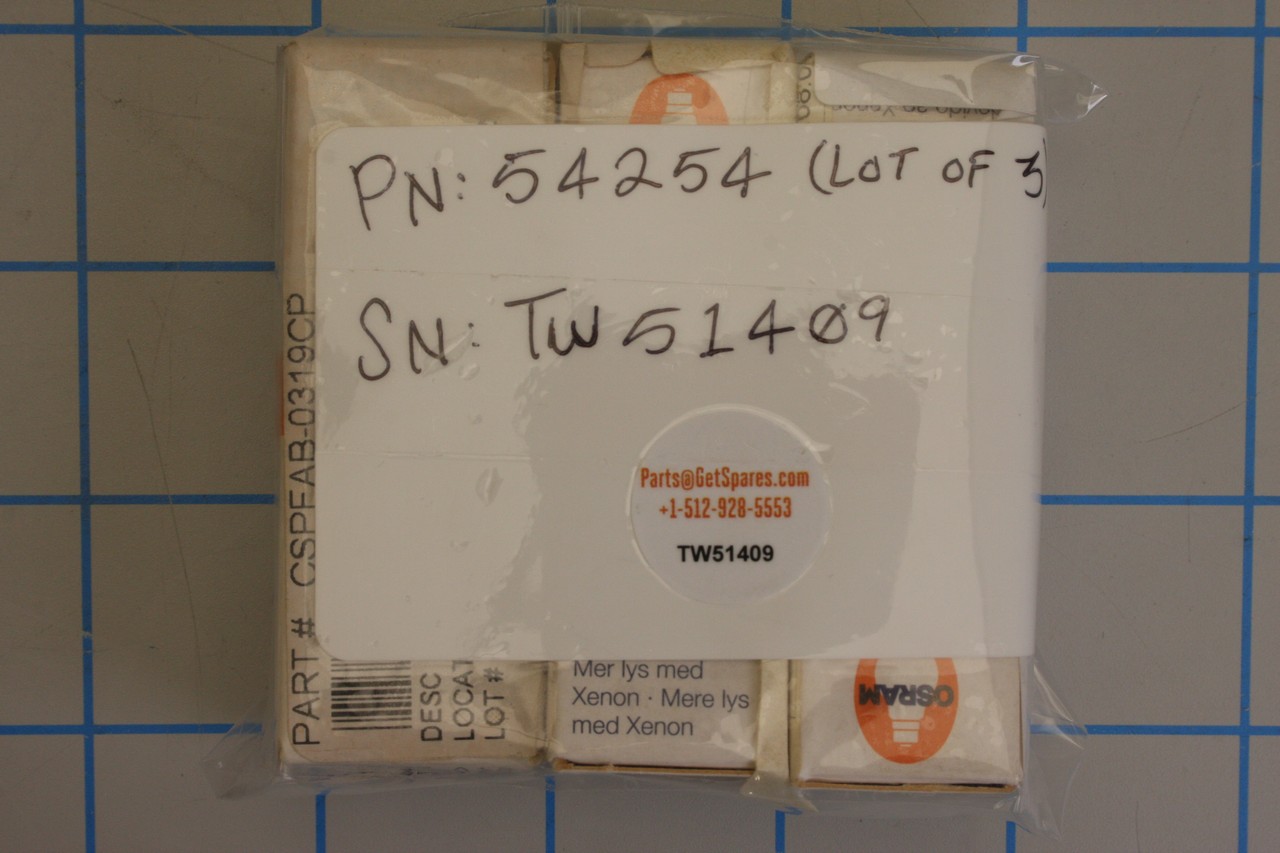 PN: 54254 (LOT OF 3)
SN: TW51409
Parts@GetSpares.com
+1-512-928-5553
TW51409
PART # CSPFAB-0319CP
DESC
LOCAT
LOT #
Mer lys med
Xenon · Mere lys
med Xenon
OSRAM